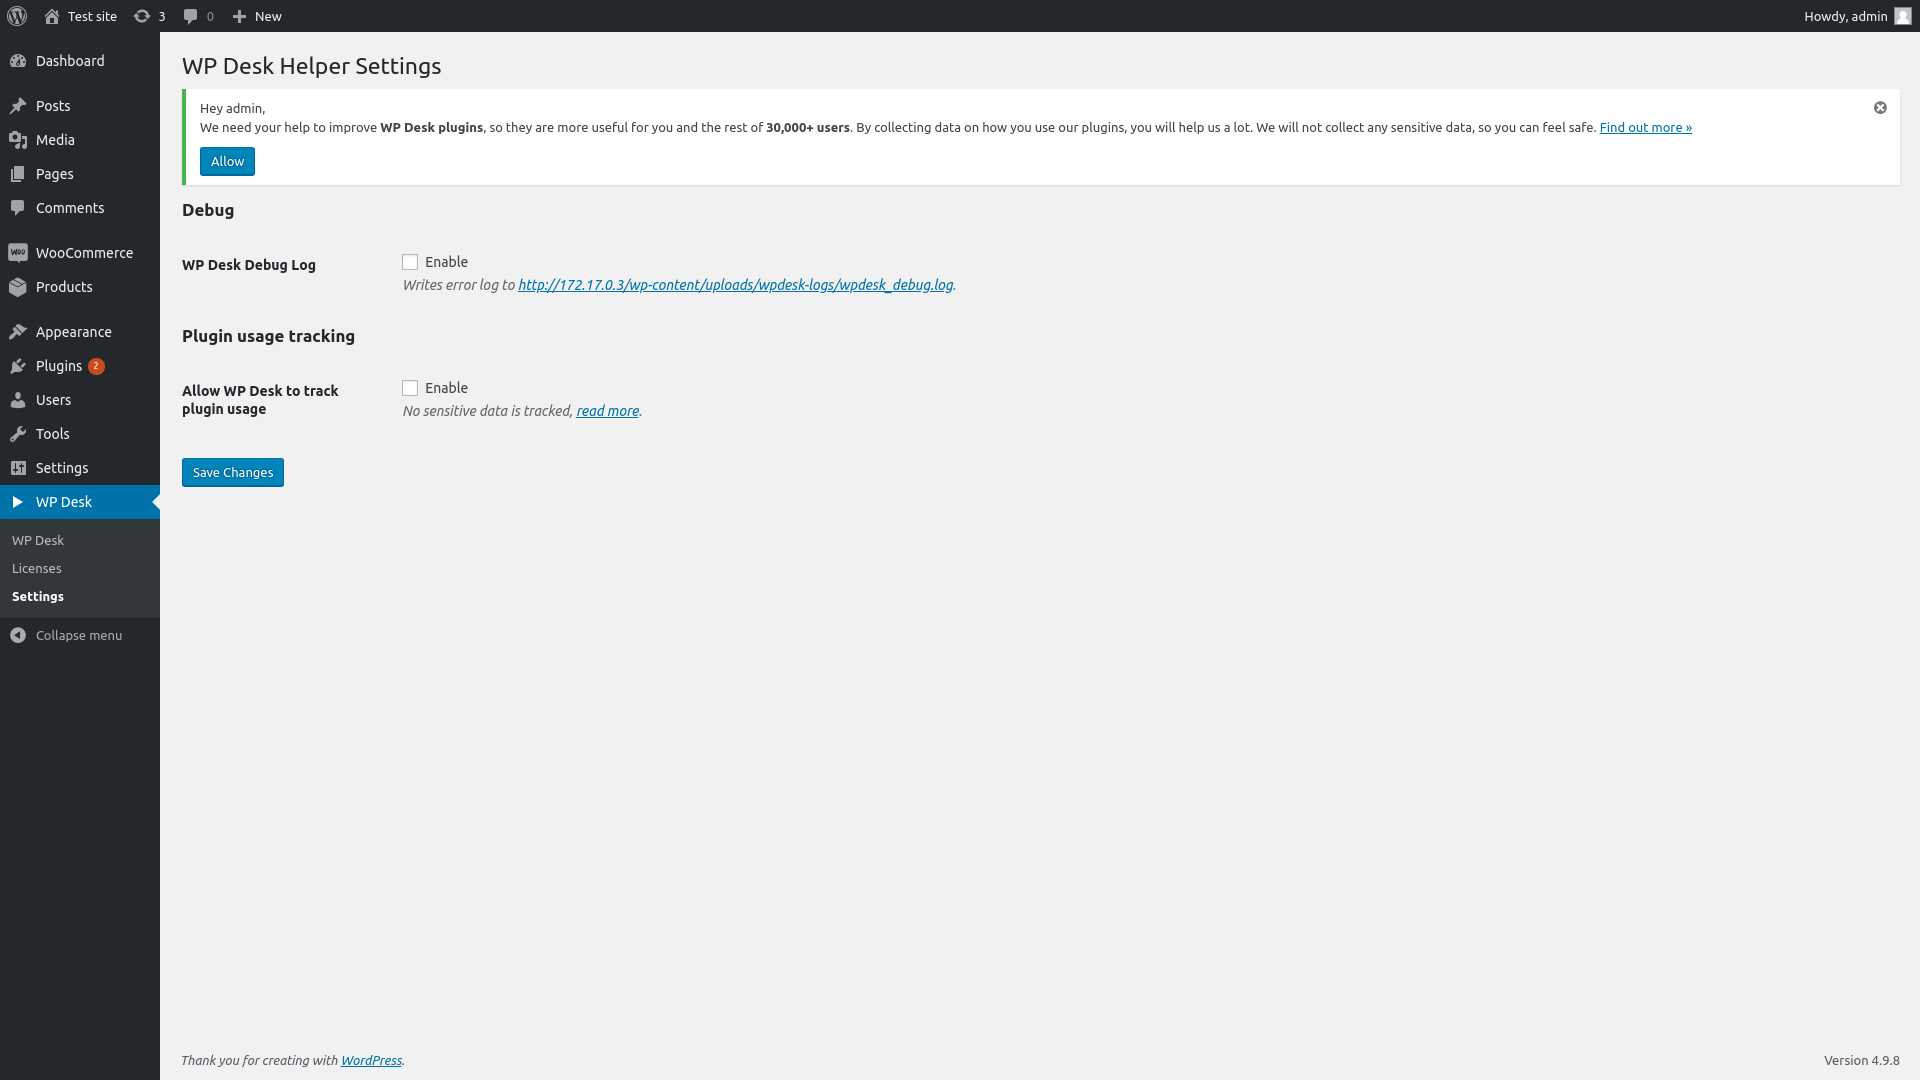 Test site
3
0
New
Howdy, admin
Dashboard
Posts
Media
Pages
Comments
Woo
WooCommerce
Products
Appearance
Plugins 2
Users
Tools
Settings
WP Desk
WP Desk
Licenses
Settings
Collapse menu
WP Desk Helper Settings
Hey admin,
We need your help to improve WP Desk plugins, so they are more useful for you and the rest of 30,000+ users. By collecting data on how you use our plugins, you will help us a lot. We will not collect any sensitive data, so you can feel safe. Find out more »
Allow
Debug
WP Desk Debug Log
Enable
Writes error log to http://172.17.0.3/wp-content/uploads/wpdesk-logs/wpdesk_debug.log.
Plugin usage tracking
Allow WP Desk to track
plugin usage
Enable
No sensitive data is tracked, read more.
Save Changes
Thank you for creating with WordPress.
Version 4.9.8